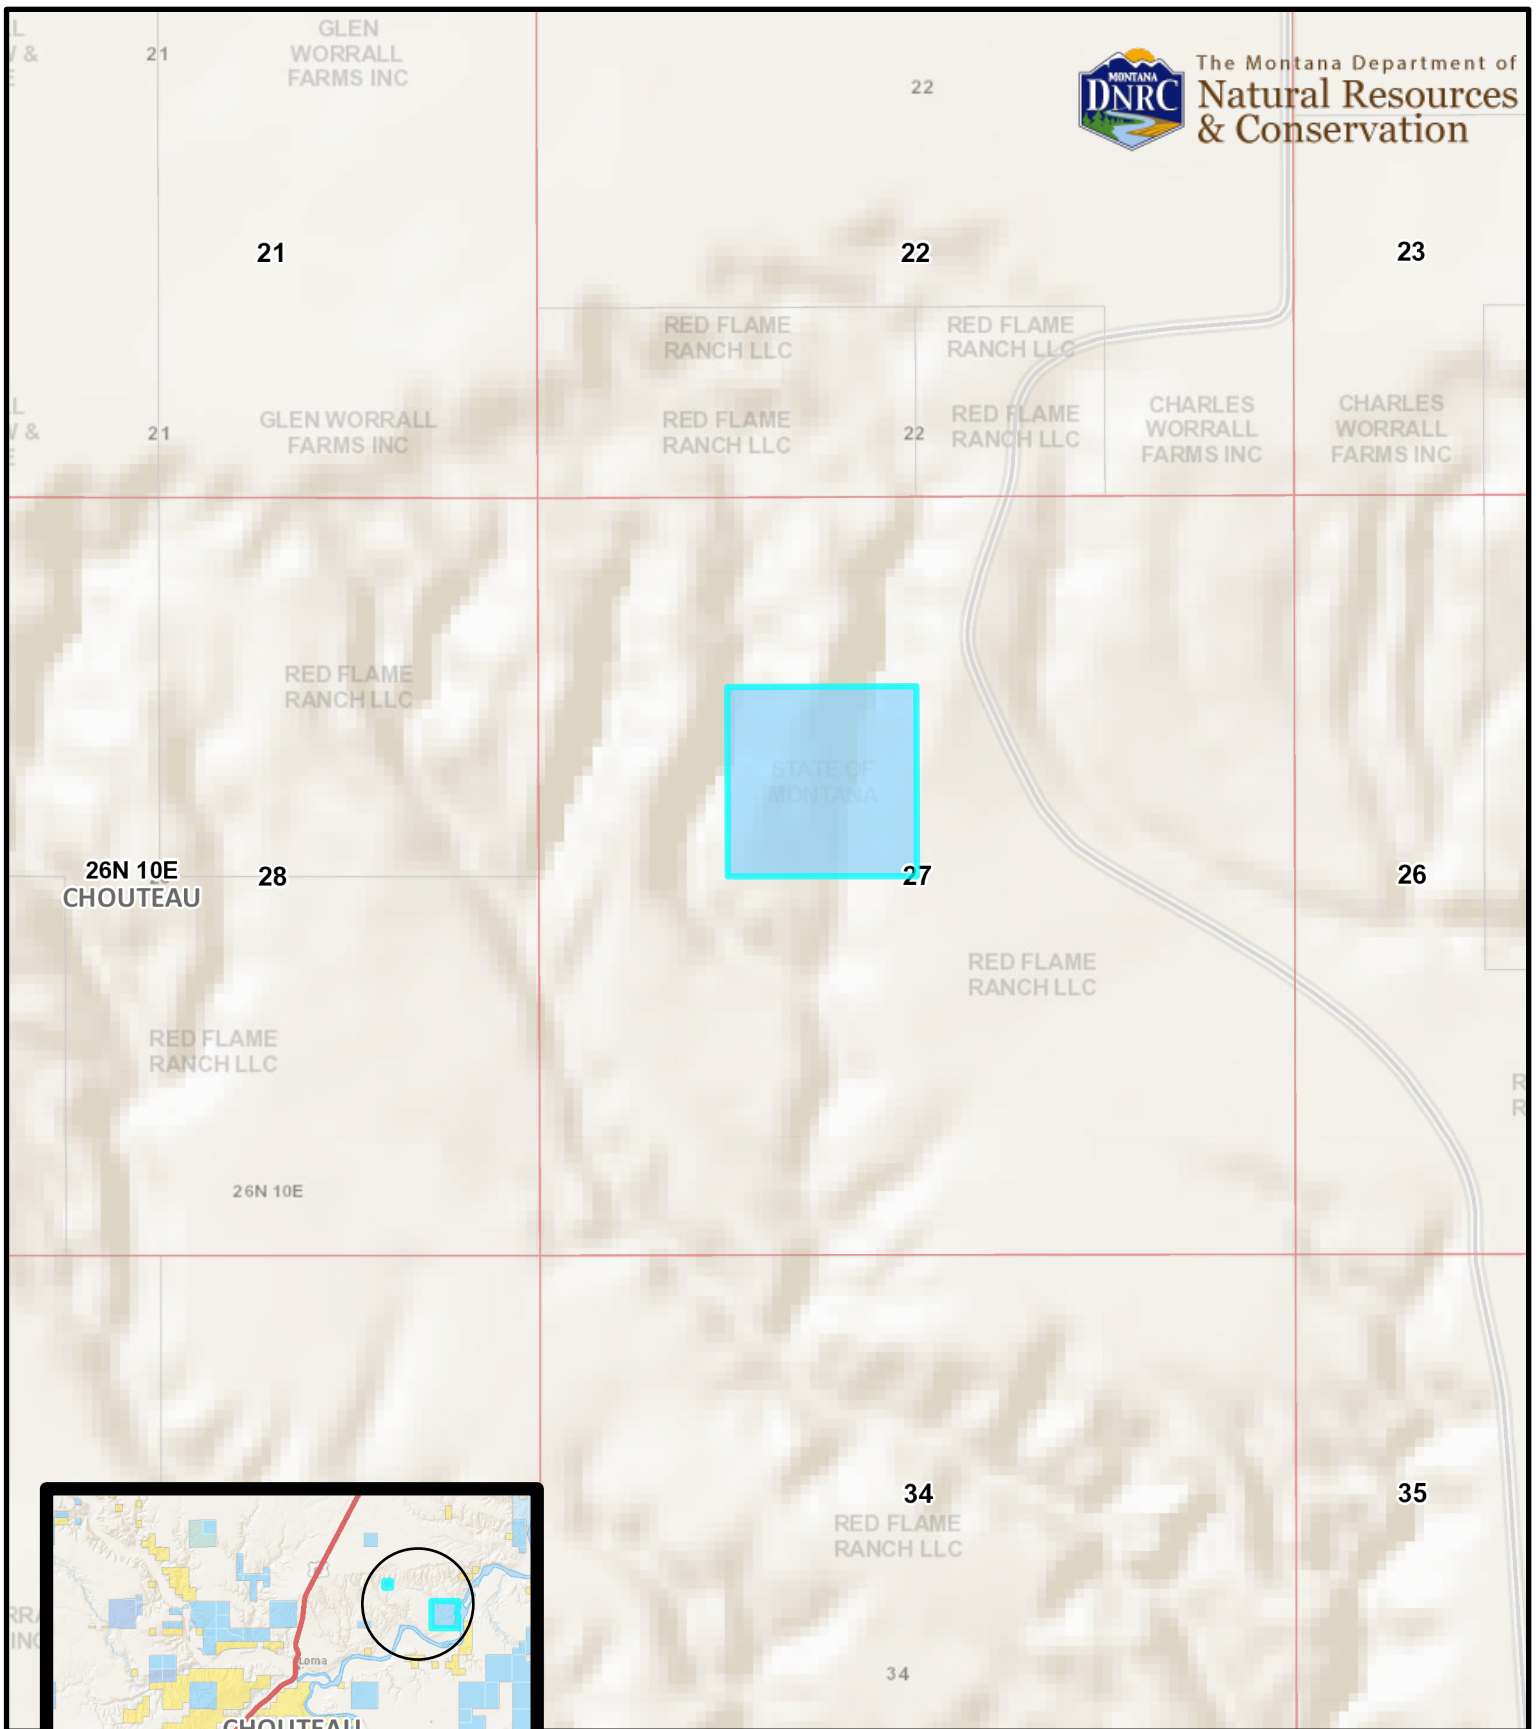 GLEN
WORRALL
FARMS INC
21
22
MONTANA
DNRC
The Montana Department of
Natural Resources
& Conservation
21
22
23
RED FLAME
RANCH LLC
RED FLAME
RANCH LLC
21
GLEN WORRALL
FARMS INC
RED FLAME
RANCH LLC
22
RED FLAME
RANCH LLC
CHARLES
WORRALL
FARMS INC
CHARLES
WORRALL
FARMS INC
RED FLAME
RANCH LLC
STATE OF
MONTANA
26N 10E
CHOUTEAU
28
27
26
RED FLAME
RANCH LLC
RED FLAME
RANCH LLC
26N 10E
34
35
RED FLAME
RANCH LLC
34
Loma
CHOUTEAU